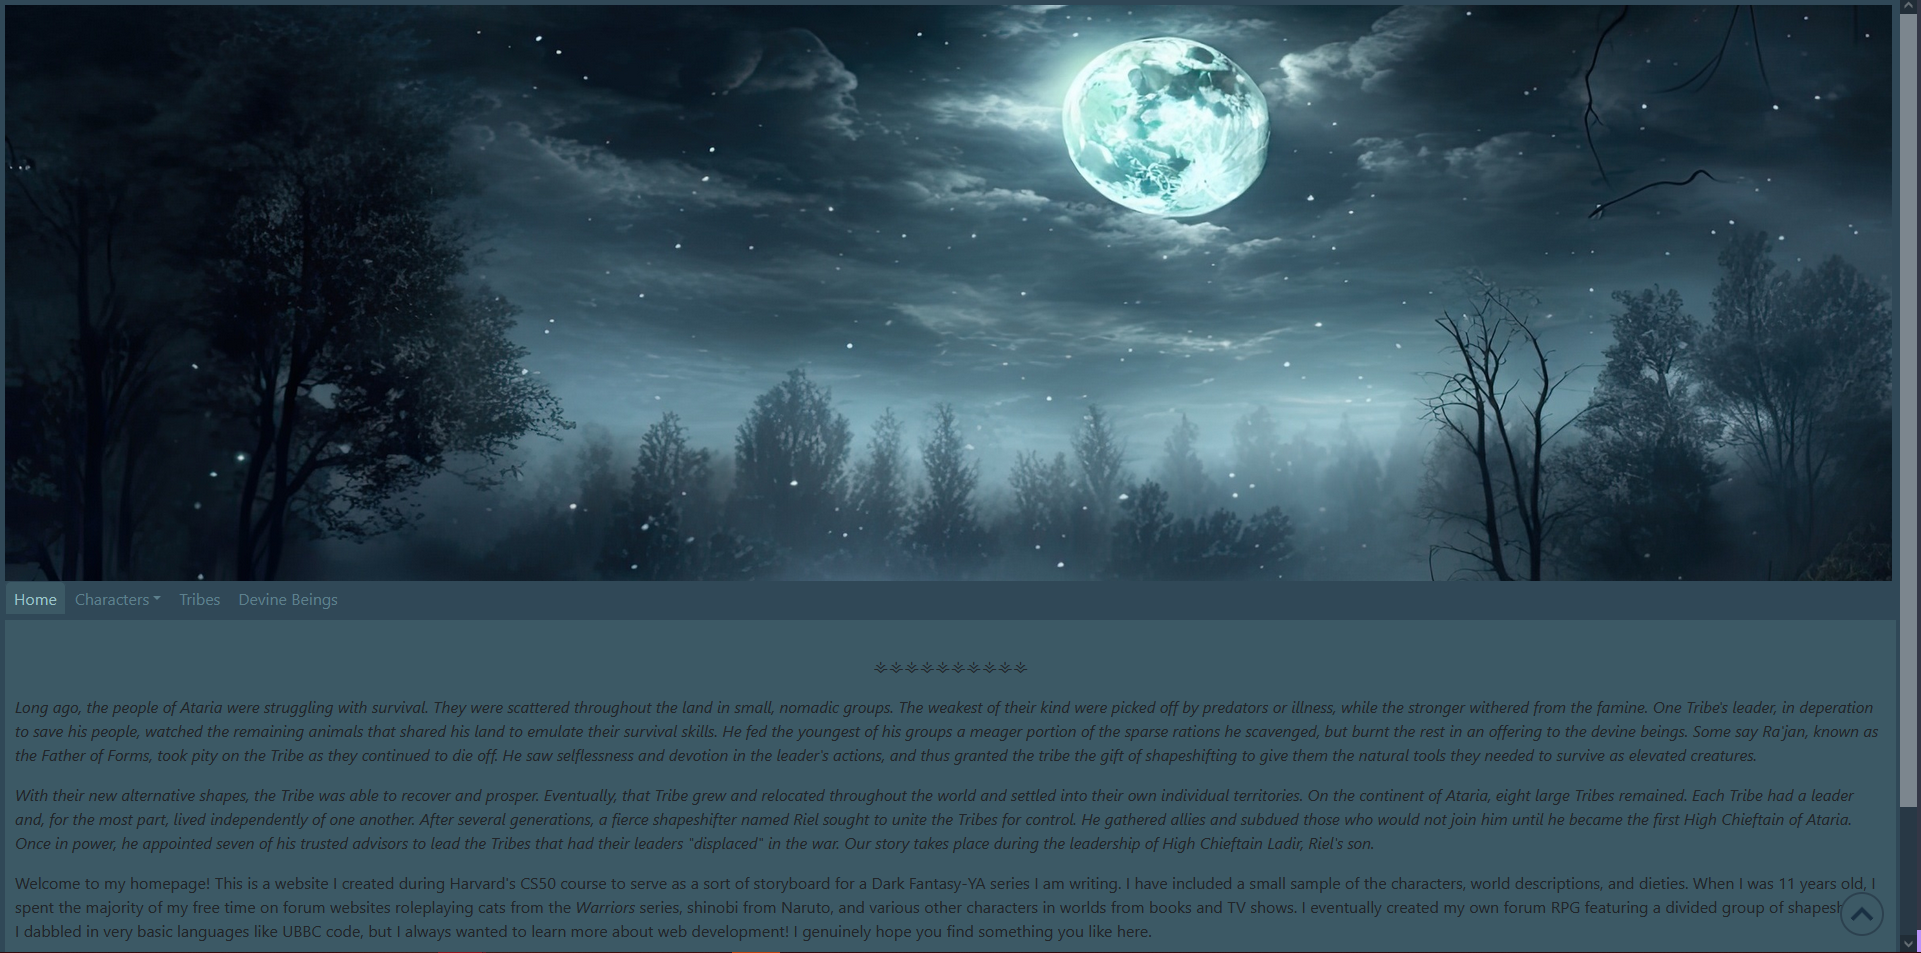 Home Characters Tribes Devine Beings
Long ago, the people of Ataria were struggling with survival. They were scattered throughout the land in small, nomadic groups. The weakest of their kind were picked off by predators or illness, while the stronger withered from the famine. One Tribe's leader, in deperation
to save his people, watched the remaining animals that shared his land to emulate their survival skills. He fed the youngest of his groups a meager portion of the sparse rations he scavenged, but burnt the rest in an offering to the devine beings. Some say Ra'jan, known as
the Father of Forms, took pity on the Tribe as they continued to die off. He saw selflessness and devotion in the leader's actions, and thus granted the tribe the gift of shapeshifting to give them the natural tools they needed to survive as elevated creatures.
With their new alternative shapes, the Tribe was able to recover and prosper. Eventually, that Tribe grew and relocated throughout the world and settled into their own individual territories. On the continent of Ataria, eight large Tribes remained. Each Tribe had a leader
and, for the most part, lived independently of one another. After several generations, a fierce shapeshifter named Riel sought to unite the Tribes for control. He gathered allies and subdued those who would not join him until he became the first High Chieftain of Ataria.
Once in power, he appointed seven of his trusted advisors to lead the Tribes that had their leaders "displaced" in the war. Our story takes place during the leadership of High Chieftain Ladir, Riel's son.
Welcome to my homepage! This is a website I created during Harvard's CS50 course to serve as a sort of storyboard for a Dark Fantasy-YA series I am writing. I have included a small sample of the characters, world descriptions, and dieties. When I was 11 years old, I
spent the majority of my free time on forum websites roleplaying cats from the Warriors series, shinobi from Naruto, and various other characters in worlds from books and TV shows. I eventually created my own forum RPG featuring a divided group of
I dabbled in very basic languages like UBBC code, but I always wanted to learn more about web development! I genuinely hope you find something you like here.